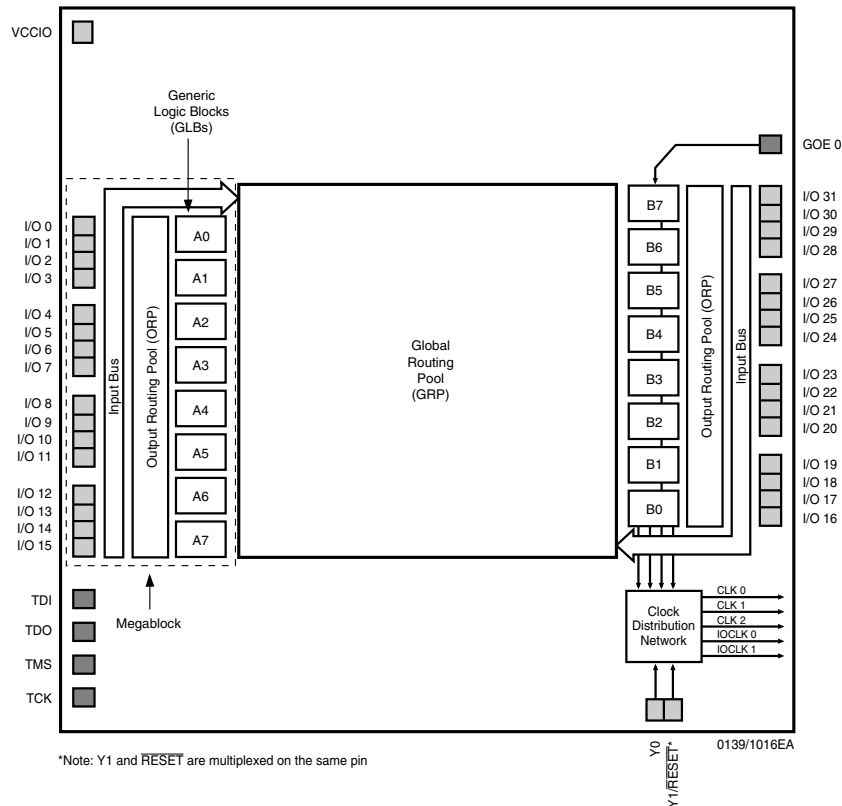 VCCIO
Generic
Logic Blocks
(GLBs)
GOE 0
I/O 0
I/O 1
I/O 2
I/O 3
I/O 4
I/O 5
I/O 6
I/O 7
I/O 8
I/O 9
I/O 10
I/O 11
I/O 12
I/O 13
I/O 14
I/O 15
Input Bus
Output Routing Pool (ORP)
A0
A1
A2
A3
A4
A5
A6
A7
Global
Routing
Pool
(GRP)
B7
B6
B5
B4
B3
B2
B1
B0
Output Routing Pool (ORP)
Input Bus
I/O 31
I/O 30
I/O 29
I/O 28
I/O 27
I/O 26
I/O 25
I/O 24
I/O 23
I/O 22
I/O 21
I/O 20
I/O 19
I/O 18
I/O 17
I/O 16
TDI
TDO
TMS
TCK
Megablock
Clock
Distribution
Network
CLK 0
CLK 1
CLK 2
IOCLK 0
IOCLK 1
Y0
Y1/RESET*
0139/1016EA
*Note: Y1 and RESET are multiplexed on the same pin